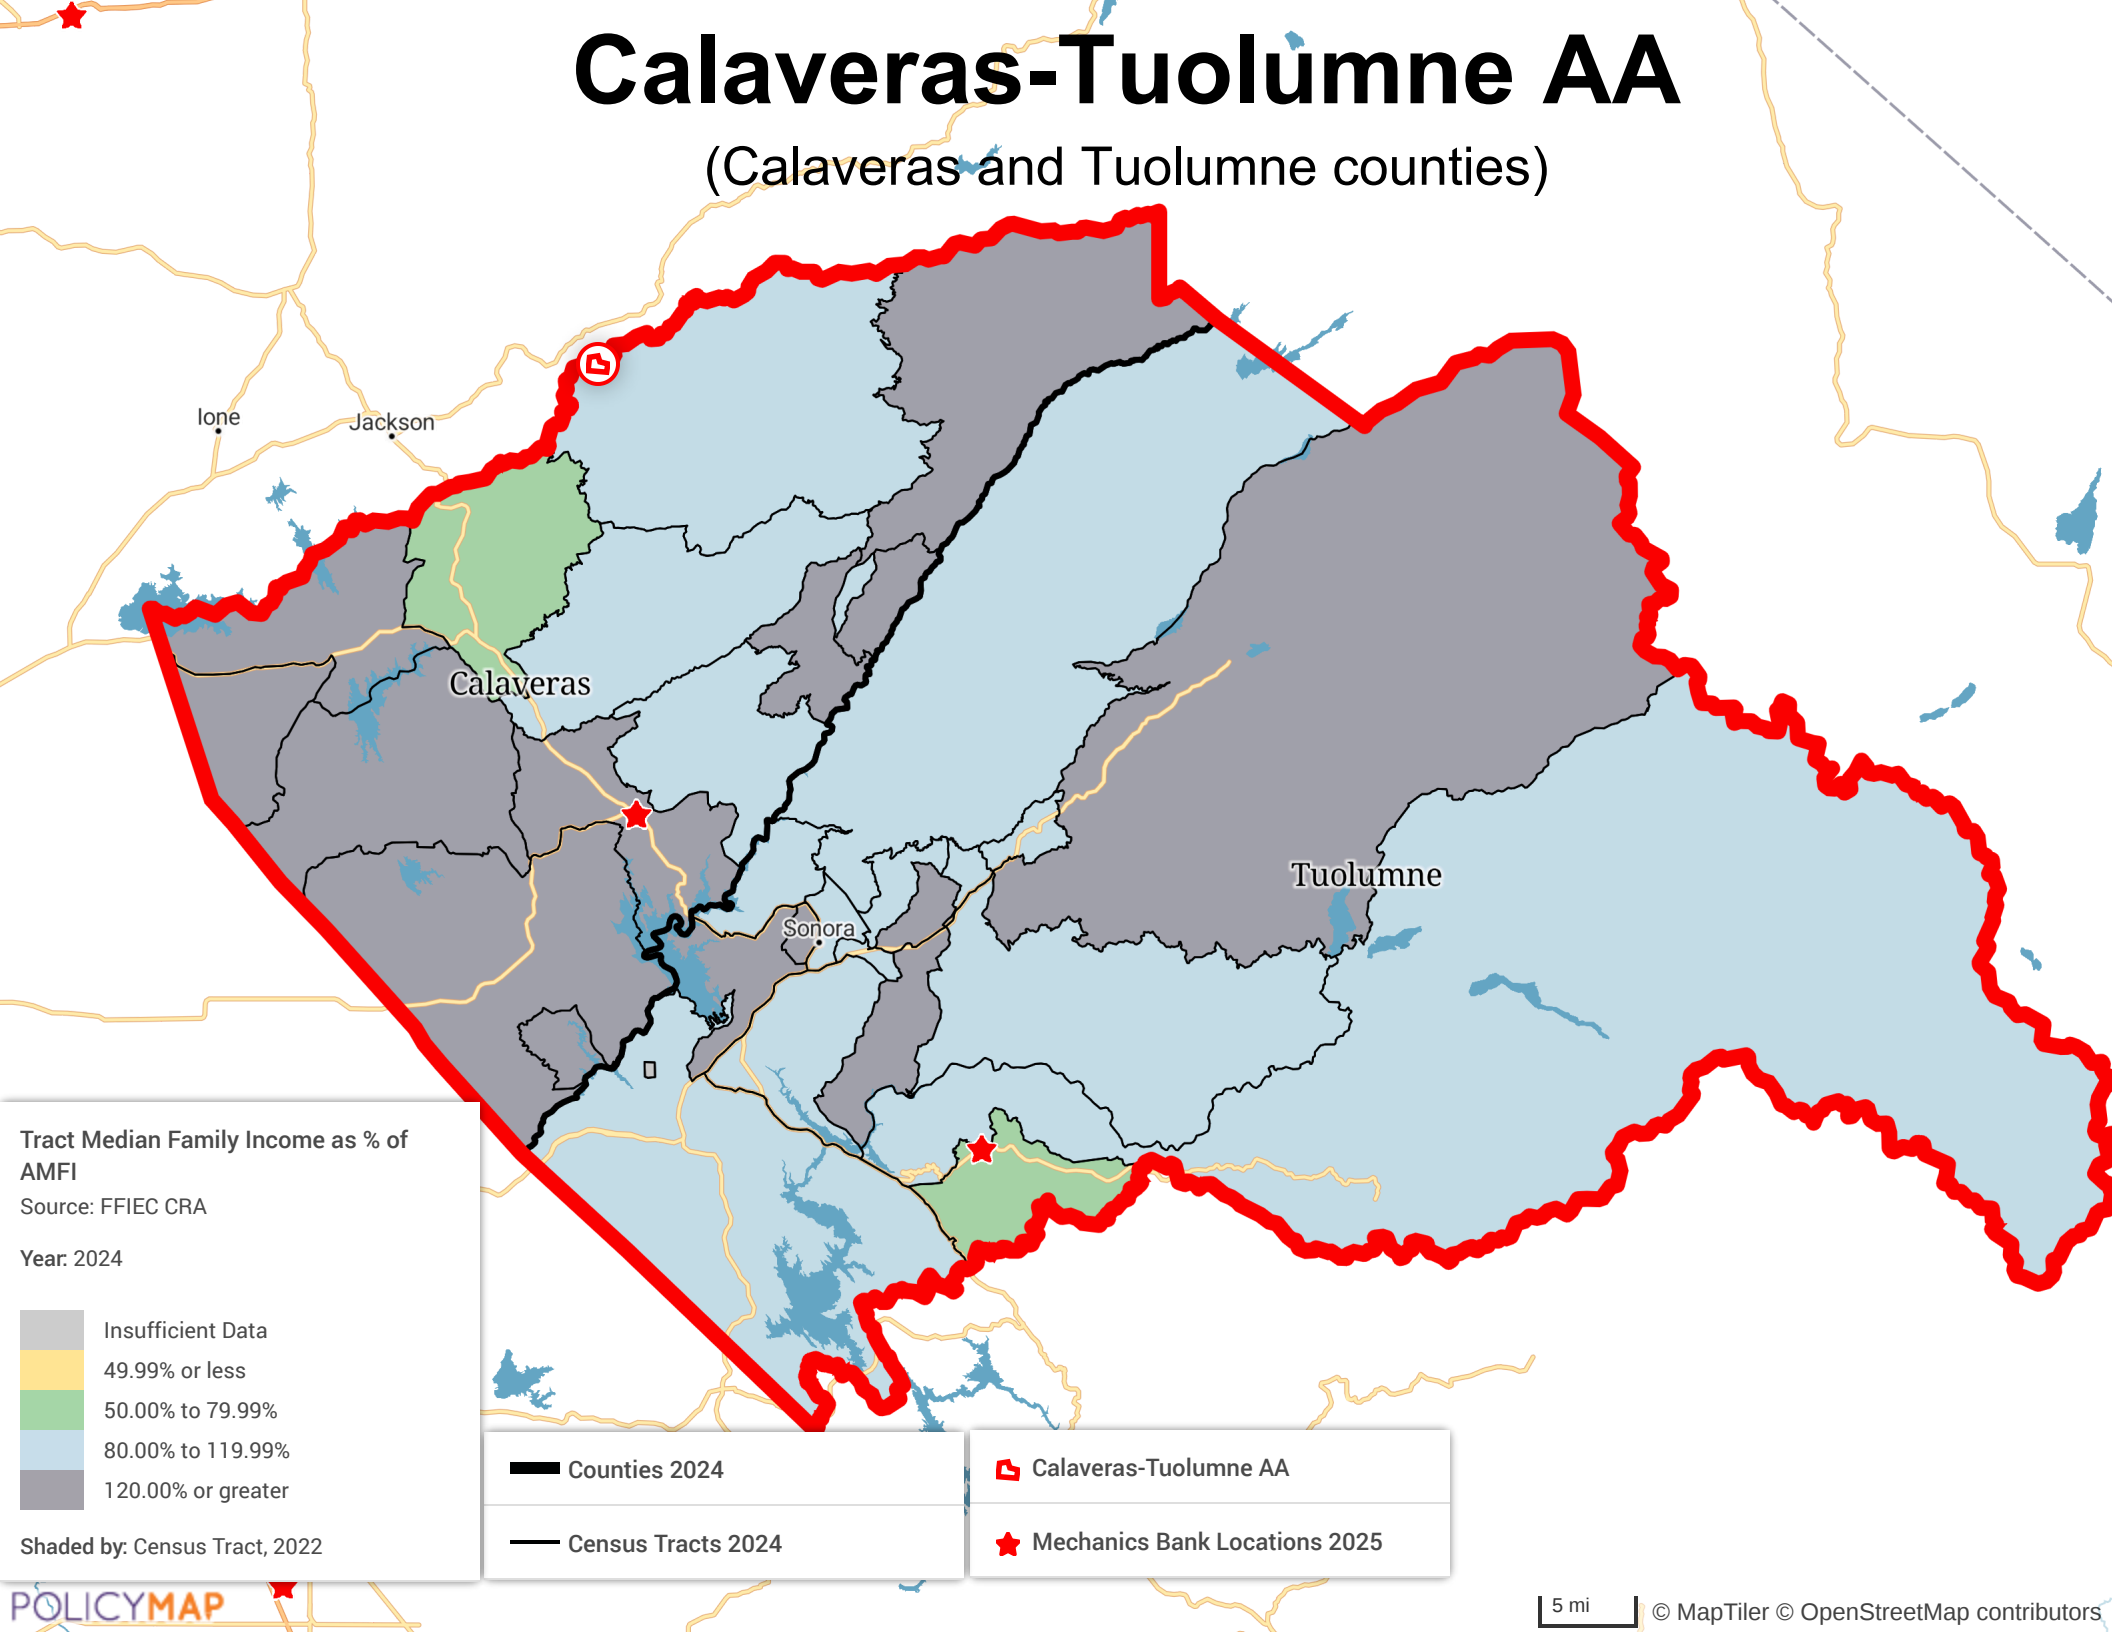 Calaveras-Tuolumne AA
(Calaveras and Tuolumne counties)
Ione
Jackson
Calaveras
Tuolumne
Sonora
Tract Median Family Income as % of
AMFI
Source: FFIEC CRA
Year: 2024
Insufficient Data
49.99% or less
50.00% to 79.99%
80.00% to 119.99%
120.00% or greater
Shaded by: Census Tract, 2022
Counties 2024
Census Tracts 2024
Calaveras-Tuolumne AA
Mechanics Bank Locations 2025
POLICYMAP
5 mi
© MapTiler © OpenStreetMap contributors